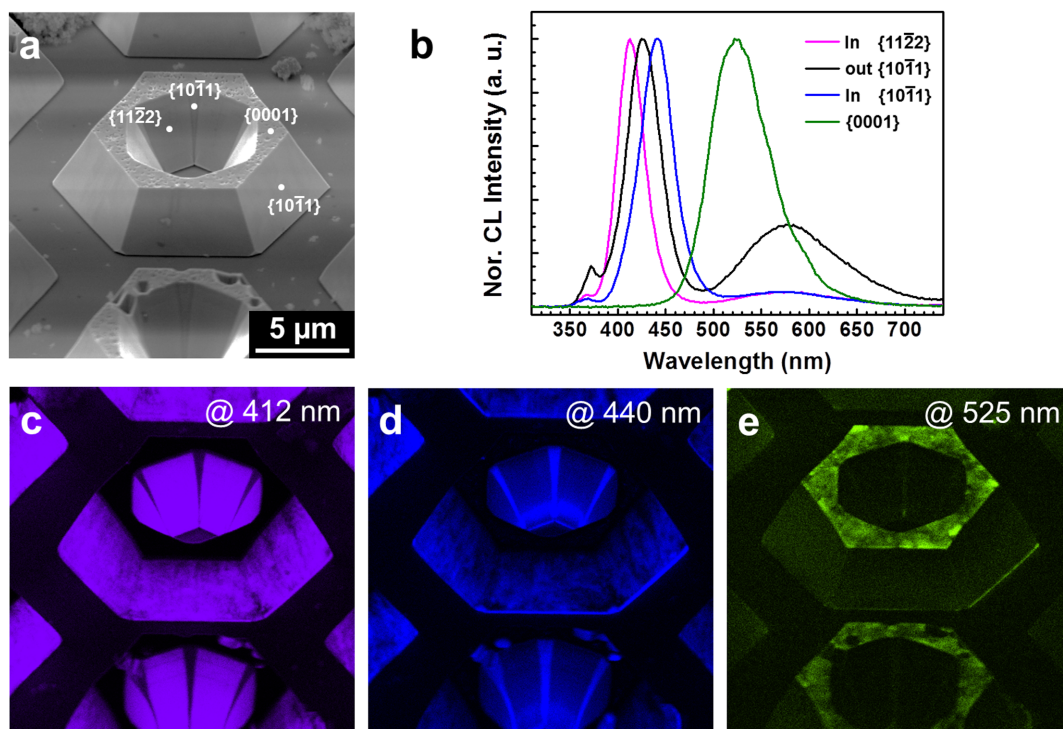 a
{101̄1}
{112̄2}
{0001}
{101̄1}
5 μm
b
Nor. CL Intensity (a. u.)
In {112̄2}
out {101̄1}
In {101̄1}
{0001}
350 400 450 500 550 600 650 700
Wavelength (nm)
c
@ 412 nm
d
@ 440 nm
e
@ 525 nm